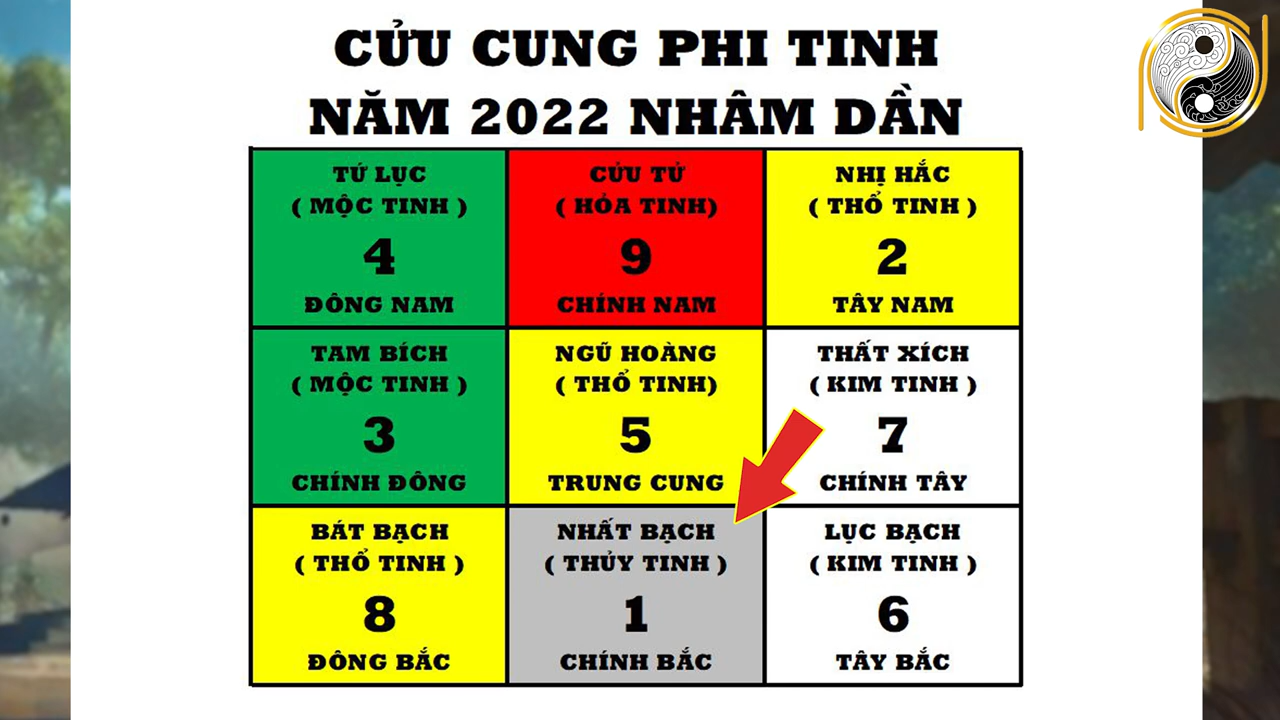 CỬU CUNG PHI TINH
NĂM 2022 NHÂM DẦN
TỨ LỤC
( MỘC TINH )
4
ĐÔNG NAM
CỬU TỬ
( HỎA TINH)
9
CHÍNH NAM
NHỊ HẮC
( THỔ TINH )
2
TÂY NAM
TAM BÍCH
( MỘC TINH )
3
CHÍNH ĐÔNG
NGŨ HOÀNG
( THỔ TINH)
5
TRUNG CUNG
THẤT XÍCH
( KIM TINH )
7
CHÍNH TÂY
BÁT BẠCH
( THỔ TINH )
8
ĐÔNG BẮC
NHẤT BẠCH
( THỦY TINH )
1
CHÍNH BẮC
LỤC BẠCH
( KIM TINH )
6
TÂY BẮC